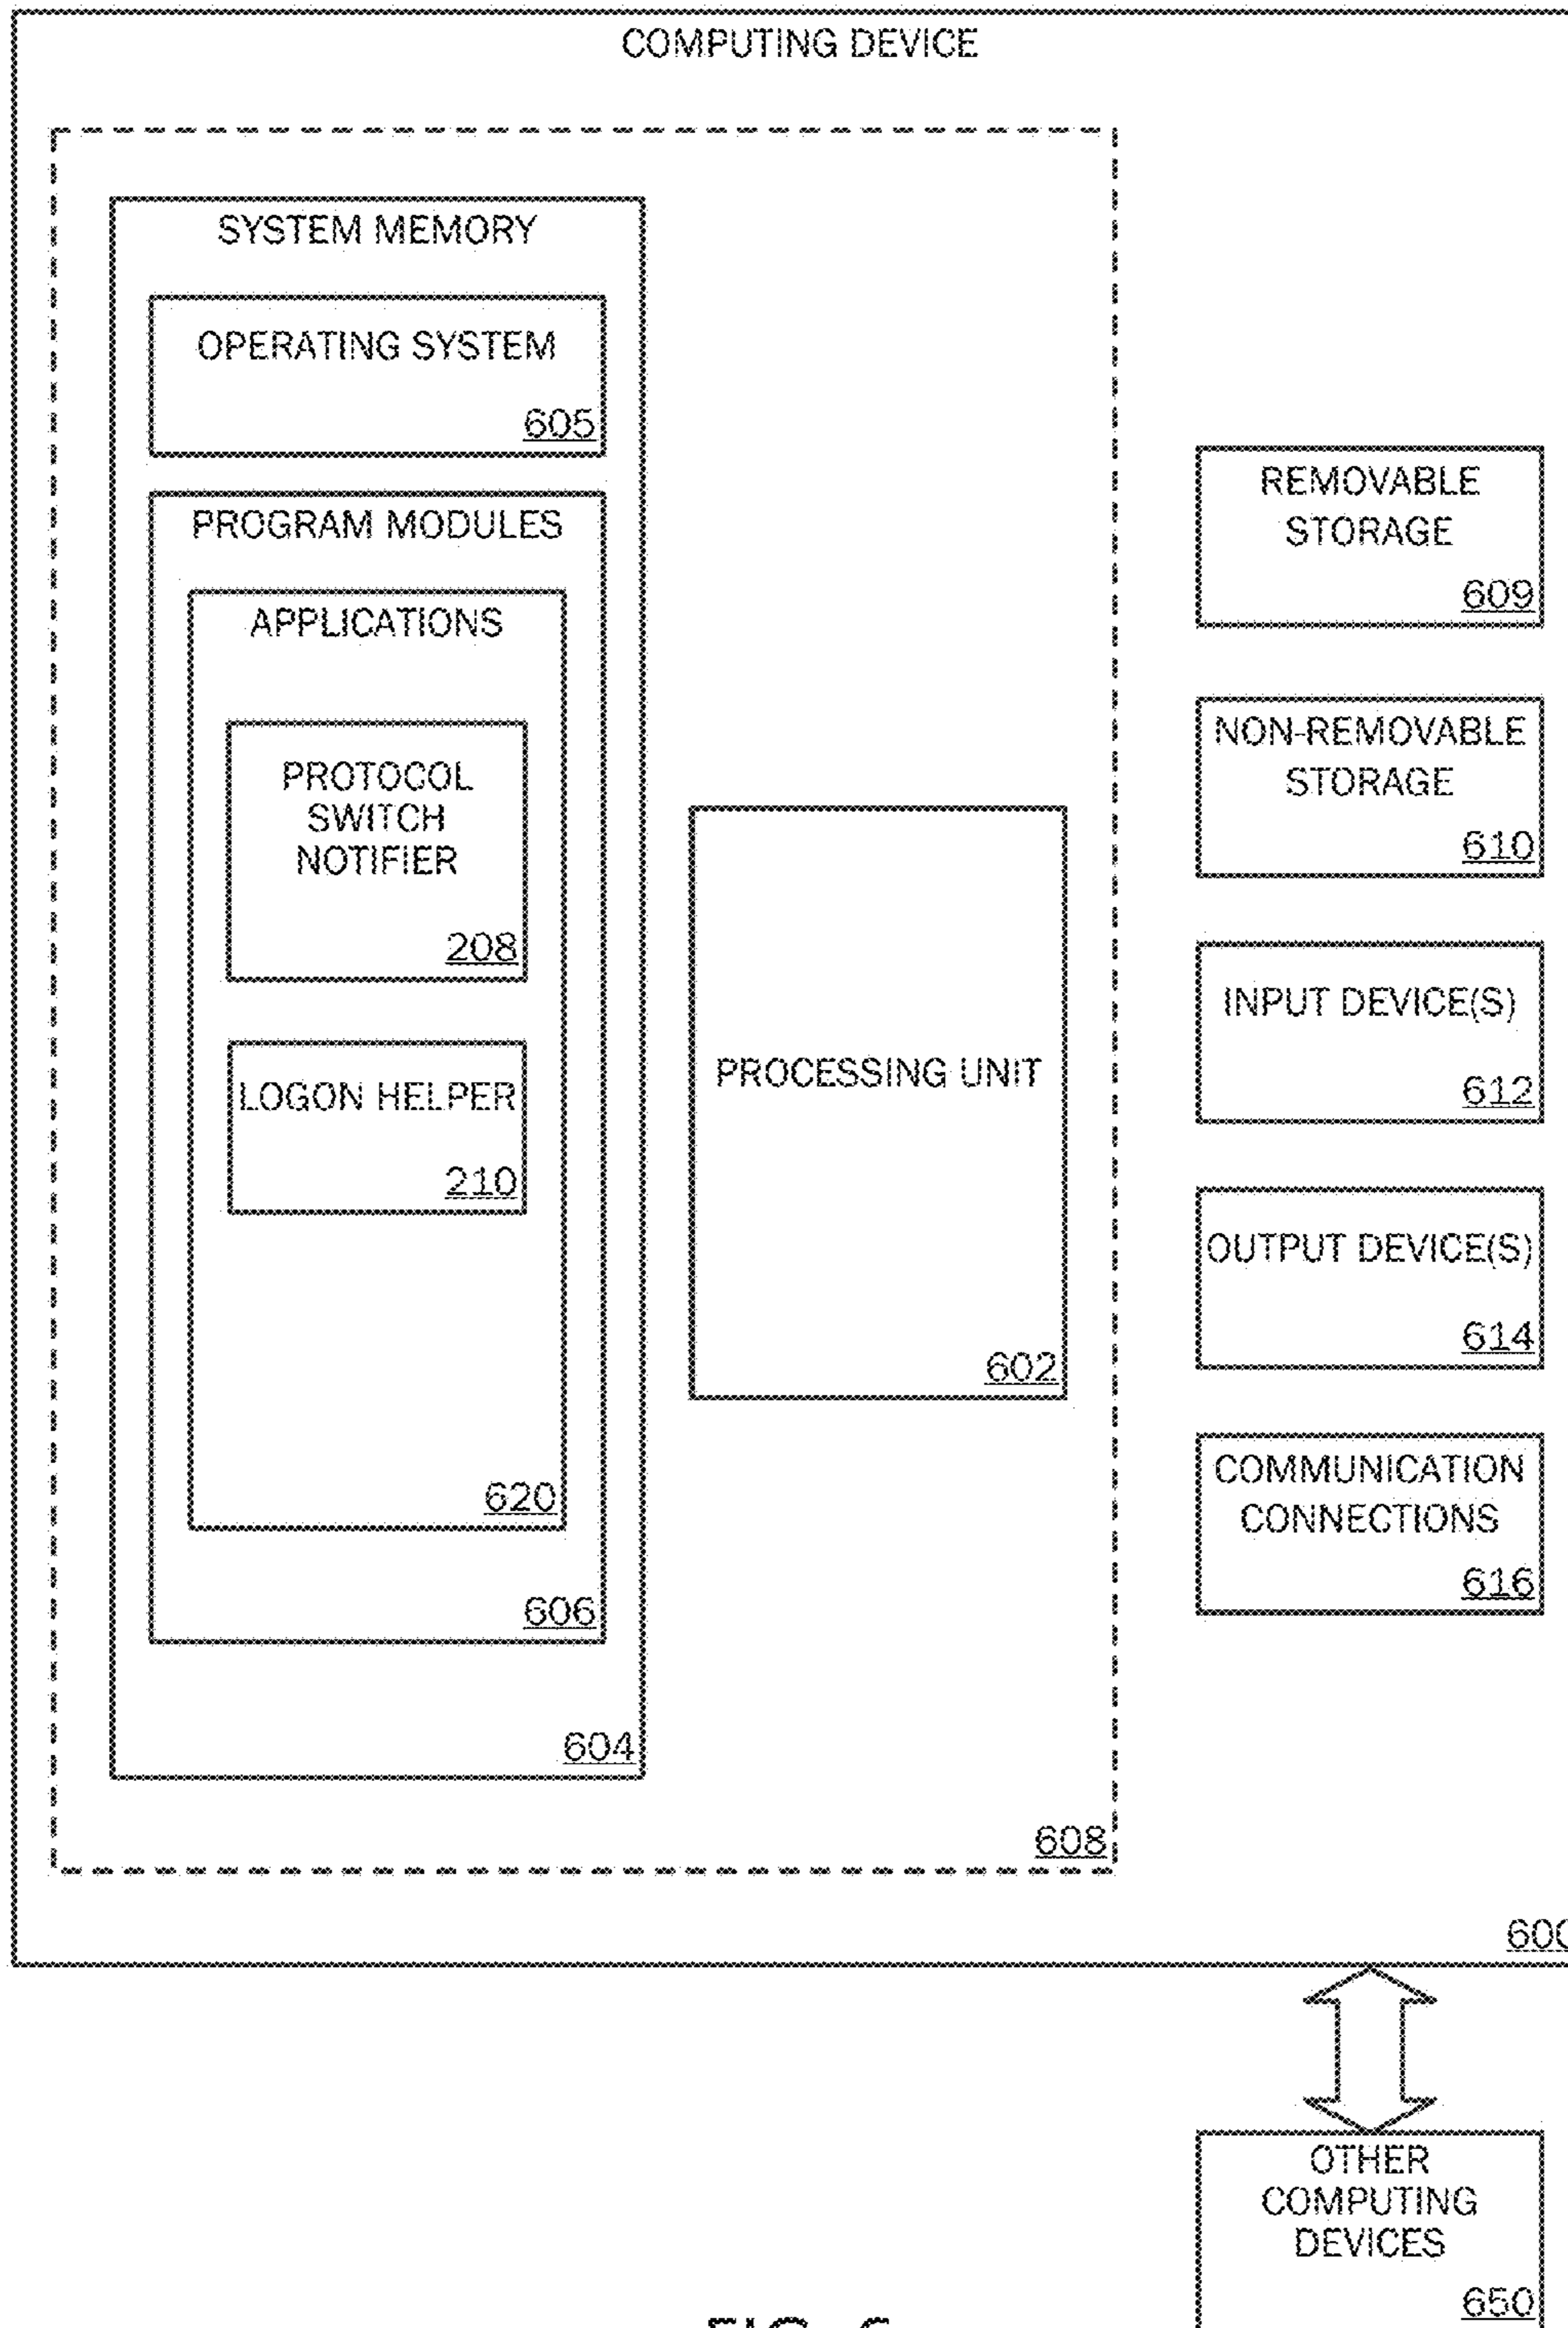 COMPUTING DEVICE
SYSTEM MEMORY
OPERATING SYSTEM
605
PROGRAM MODULES
APPLICATIONS
PROTOCOL
SWITCH
NOTIFIER
208
LOGON HELPER
210
620
606
604
PROCESSING UNIT
602
608
REMOVABLE
STORAGE
609
NON-REMOVABLE
STORAGE
610
INPUT DEVICE(S)
612
OUTPUT DEVICE(S)
614
COMMUNICATION
CONNECTIONS
616
600
OTHER
COMPUTING
DEVICES
650